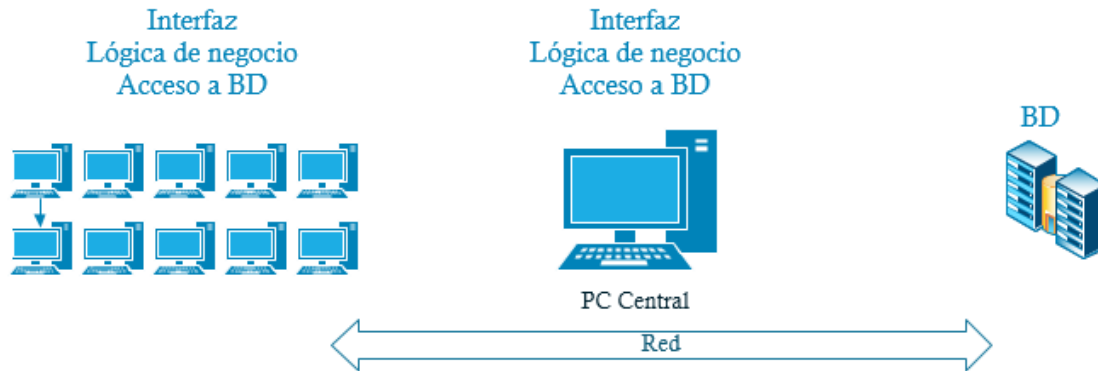 Interfaz
Lógica de negocio
Acceso a BD
Interfaz
Lógica de negocio
Acceso a BD
BD
PC Central
Red